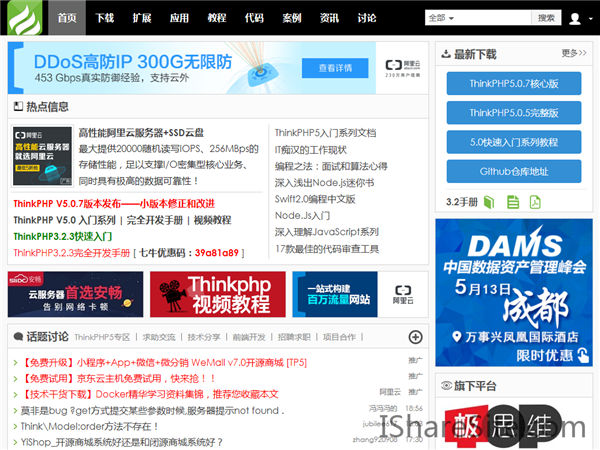 首页 下载 扩展 应用 教程 代码 案例 资讯 讨论 全部 搜索
DDoS高防IP 300G无限防
453 Gbps真实防御经验，支持云外
查看详情
阿里云
热点信息
阿里云
高性能云服务器
就选阿里云
高性能阿里云服务器+SSD云盘
最大提供20000随机读写IOPS、256MBps的
存储性能，足以支撑I/O密集型核心业务、
同时具有极高的数据可靠性！
ThinkPHP V5.0.7版本发布——小版本修正和改进
ThinkPHP V5.0 入门系列 | 完全开发手册 | 视频教程
ThinkPHP3.2.3快速入门
ThinkPHP3.2.3完全开发手册 [ 七牛优惠码：39a81a89 ]
ThinkPHP5入门系列文档
IT痴汉的工作现状
编程之法：面试和算法心得
深入浅出Node.js迷你书
Swift2.0编程中文版
Node.Js入门
深入理解JavaScript系列
17款最佳的代码审查工具
云服务器首选安畅
告别网络卡顿
Thinkphp
视频教程
一站式构建
百万流量网站
阿里云
话题讨论 ThinkPHP5专区 | 求助交流 | 技术分享 | 前端开发 | 招聘求职 | 项目合作 |
【免费升级】小程序+App+微信+微分销 WeMall v7.0开源商城 [TP5] 推广
【免费试用】京东云主机免费试用，快来抢！！ 推广
【技术干货下载】Docker精华学习资料集锦，推荐您收藏本文 阿里云 推广
莫非是bug ?get方式提交某些参数时,服务器提示not found . 冯冯冯的 18:56
Think\Model:order方法不存在!
YiShop_开源商城系统好还是和闭源商城系统好？ zhang920908 17:30
最新下载 更多>>
ThinkPHP5.0.7核心版
ThinkPHP5.0.5完整版
5.0快速入门系列教程
Github仓库地址
3.2手册
DAMS
中国数据资产管理峰会
5月13日
成都
万事兴凤凰国际酒店
限时优惠
旗下平台
极思维